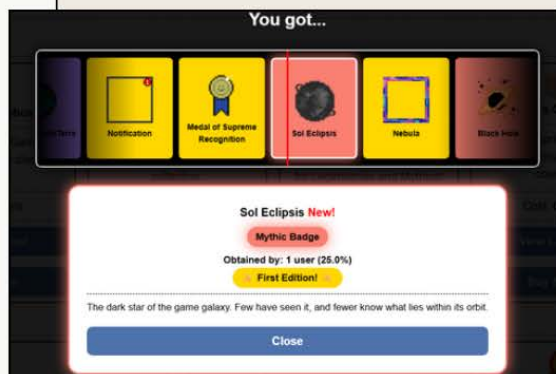 You got...
Notification
Medal of Supreme
Recognition
Sol Eclipsis
Nebula
Black Hole
Sol Eclipsis New!
Mythic Badge
Obtained by: 1 user (25.0%)
First Edition!
The dark star of the game galaxy. Few have seen it, and fewer know what lies within its orbit.
Close